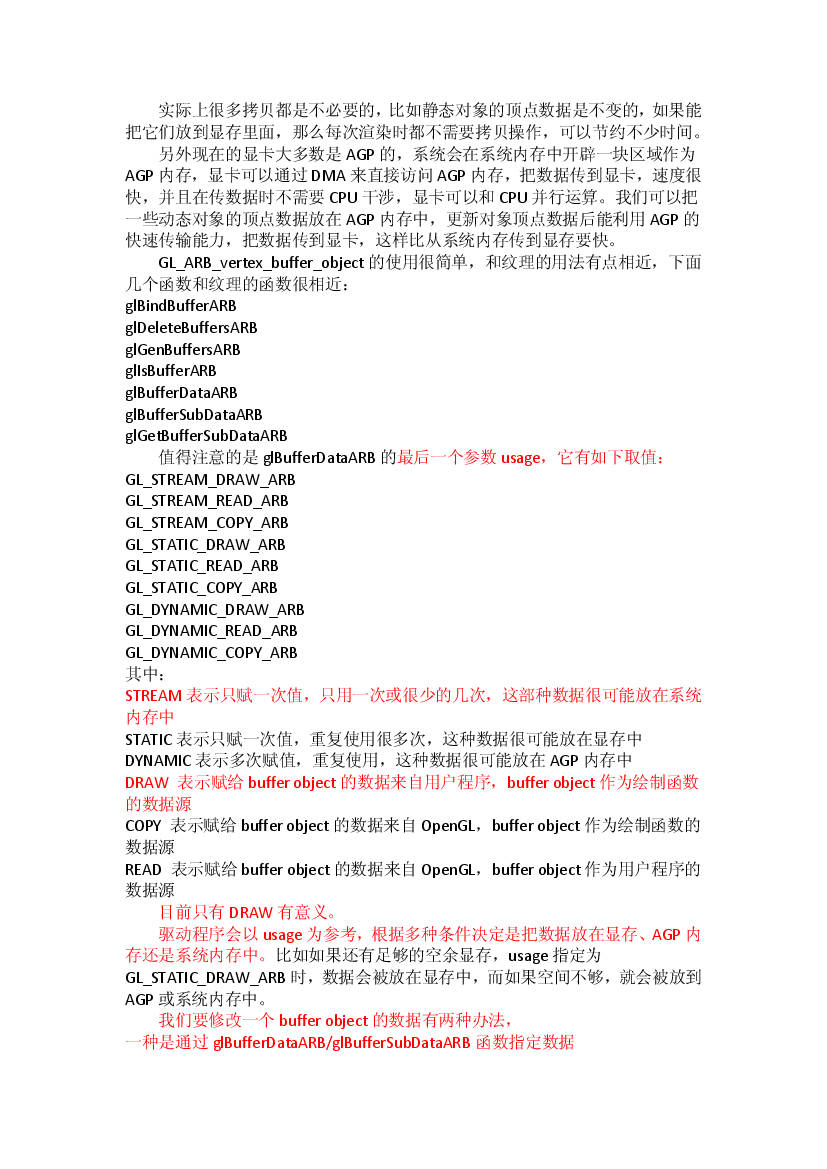 实际上很多拷贝都是不必要的，比如静态对象的顶点数据是不变的，如果能
把它们放到显存里面，那么每次渲染时都不需要拷贝操作，可以节约不少时间。
另外现在的显卡大多数是 AGP 的，系统会在系统内存中开辟一块区域作为
AGP 内存，显卡可以通过 DMA 来直接访问 AGP 内存，把数据传到显卡，速度很
快，并且在传数据时不需要 CPU 干涉，显卡可以和 CPU 并行运算。我们可以把
一些动态对象的顶点数据放在 AGP 内存中，更新对象顶点数据后能利用 AGP 的
快速传输能力，把数据传到显卡，这样比从系统内存传到显存要快。
GL_ARB_vertex_buffer_object 的使用很简单，和纹理的用法有点相近，下面
几个函数和纹理的函数很相近：
glBindBufferARB
glDeleteBuffersARB
glGenBuffersARB
glIsBufferARB
glBufferDataARB
glBufferSubDataARB
glGetBufferSubDataARB
值得注意的是 glBufferDataARB 的最后一个参数 usage，它有如下取值：
GL_STREAM_DRAW_ARB
GL_STREAM_READ_ARB
GL_STREAM_COPY_ARB
GL_STATIC_DRAW_ARB
GL_STATIC_READ_ARB
GL_STATIC_COPY_ARB
GL_DYNAMIC_DRAW_ARB
GL_DYNAMIC_READ_ARB
GL_DYNAMIC_COPY_ARB
其中：
STREAM 表示只赋一次值，只用一次或很少的几次，这部种数据很可能放在系统
内存中
STATIC 表示只赋一次值，重复使用很多次，这种数据很可能放在显存中
DYNAMIC 表示多次赋值，重复使用，这种数据很可能放在 AGP 内存中
DRAW 表示赋给 buffer object 的数据来自用户程序，buffer object 作为绘制函数
的数据源
COPY 表示赋给 buffer object 的数据来自 OpenGL，buffer object 作为绘制函数的
数据源
READ 表示赋给 buffer object 的数据来自 OpenGL，buffer object 作为用户程序的
数据源
目前只有 DRAW 有意义。
驱动程序会以 usage 为参考，根据多种条件决定是把数据放在显存、AGP 内
存还是系统内存中。比如如果还有足够的空余显存，usage 指定为
GL_STATIC_DRAW_ARB 时，数据会被放在显存中，而如果空间不够，就会被放到
AGP 或系统内存中。
我们要修改一个 buffer object 的数据有两种办法，
一种是通过 glBufferDataARB/glBufferSubDataARB 函数指定数据